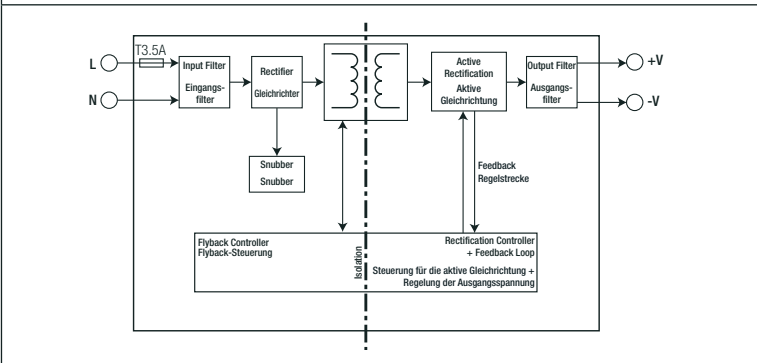 T3.5A
L
N
Input Filter
Eingangs-
filter
Rectifier
Gleichrichter
Active
Rectification
Aktive
Gleichrichtung
Output Filter
Ausgangs-
filter
+V
-V
Snubber
Snubber
Feedback
Regelstrecke
Flyback Controller
Flyback-Steuerung
Isolation
Rectification Controller
+ Feedback Loop
Steuerung für die aktive Gleichrichtung +
Regelung der Ausgangsspannung